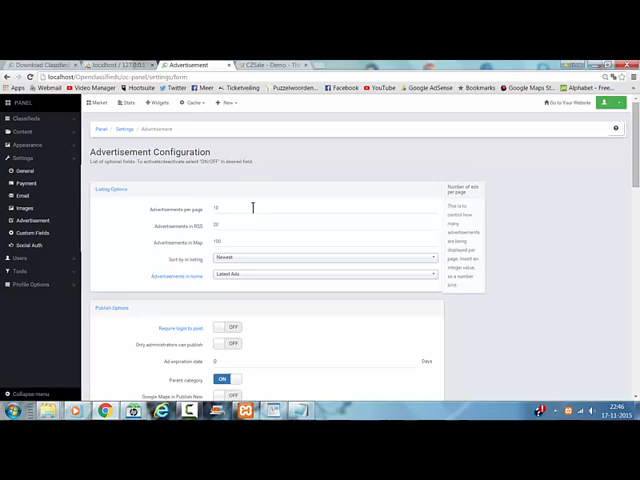 Download Classified
localhost / 127.0.0.1
Advertisement
CZSale - Demo - Th
localhost/Openclassifieds/oc-panel/settings/form
Apps
Hootsuite
Video Manager
Twitter
Meer
Ticketveiling
Puzzelwoorden...
Facebook
YouTube
Google AdSense
Bookmarks
Google Maps St...
Alphabet - Free...
PANEL
Market
Stats
Widgets
Cache
New
Go to Your Website
Classifieds
Content
Appearance
Settings
General
Payment
Email
Images
Advertisement
Custom Fields
Social Auth
Users
Tools
Profile Options
Collapse menu
Panel
Settings
Advertisement
Advertisement Configuration
List of optional fields. To activate/deactivate select "ON/OFF" in desired field.
Listing Options
Advertisements per page 10
Advertisements in RSS 20
Advertisements in Map 100
Sort by in listing Newest
Advertisements in home Latest Ads
Number of ads
per page
This is to
control how
many
advertisements
are being
displayed per
page. Insert an
integer value,
as a number
limit.
Publish Options
Require login to post OFF
Only administrators can publish OFF
Ad expiration date 0 Days
Parent category ON
Google Maps in Publish New OFF
22:46
17-11-2015